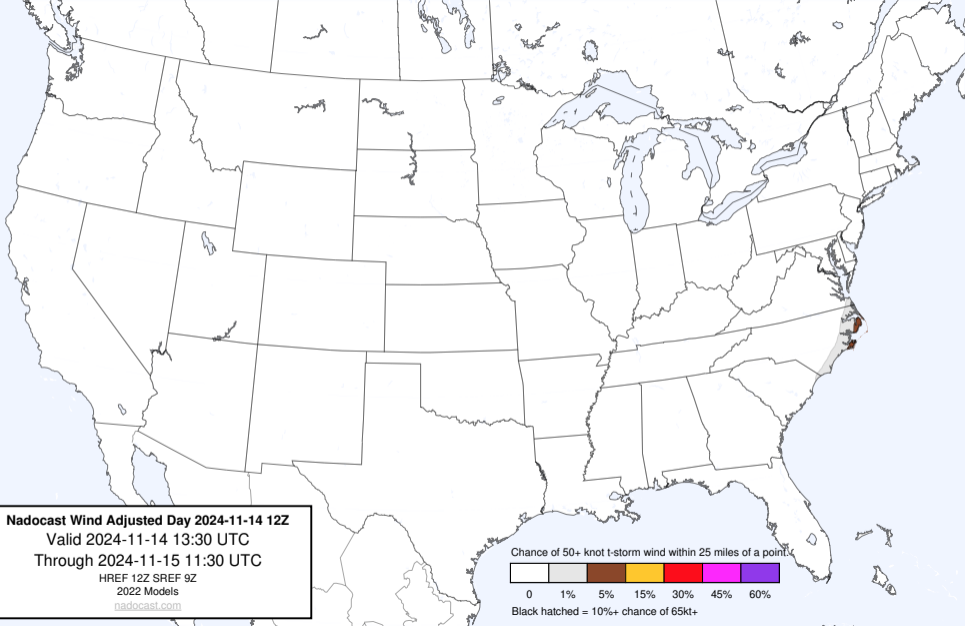 Nadocast Wind Adjusted Day 2024-11-14 12Z
Valid 2024-11-14 13:30 UTC
Through 2024-11-15 11:30 UTC
HREF 12Z SREF 9Z
2022 Models
nadocast.com
Chance of 50+ knot t-storm wind within 25 miles of a point.
0 1% 5% 15% 30% 45% 60%
Black hatched = 10%+ chance of 65kt+